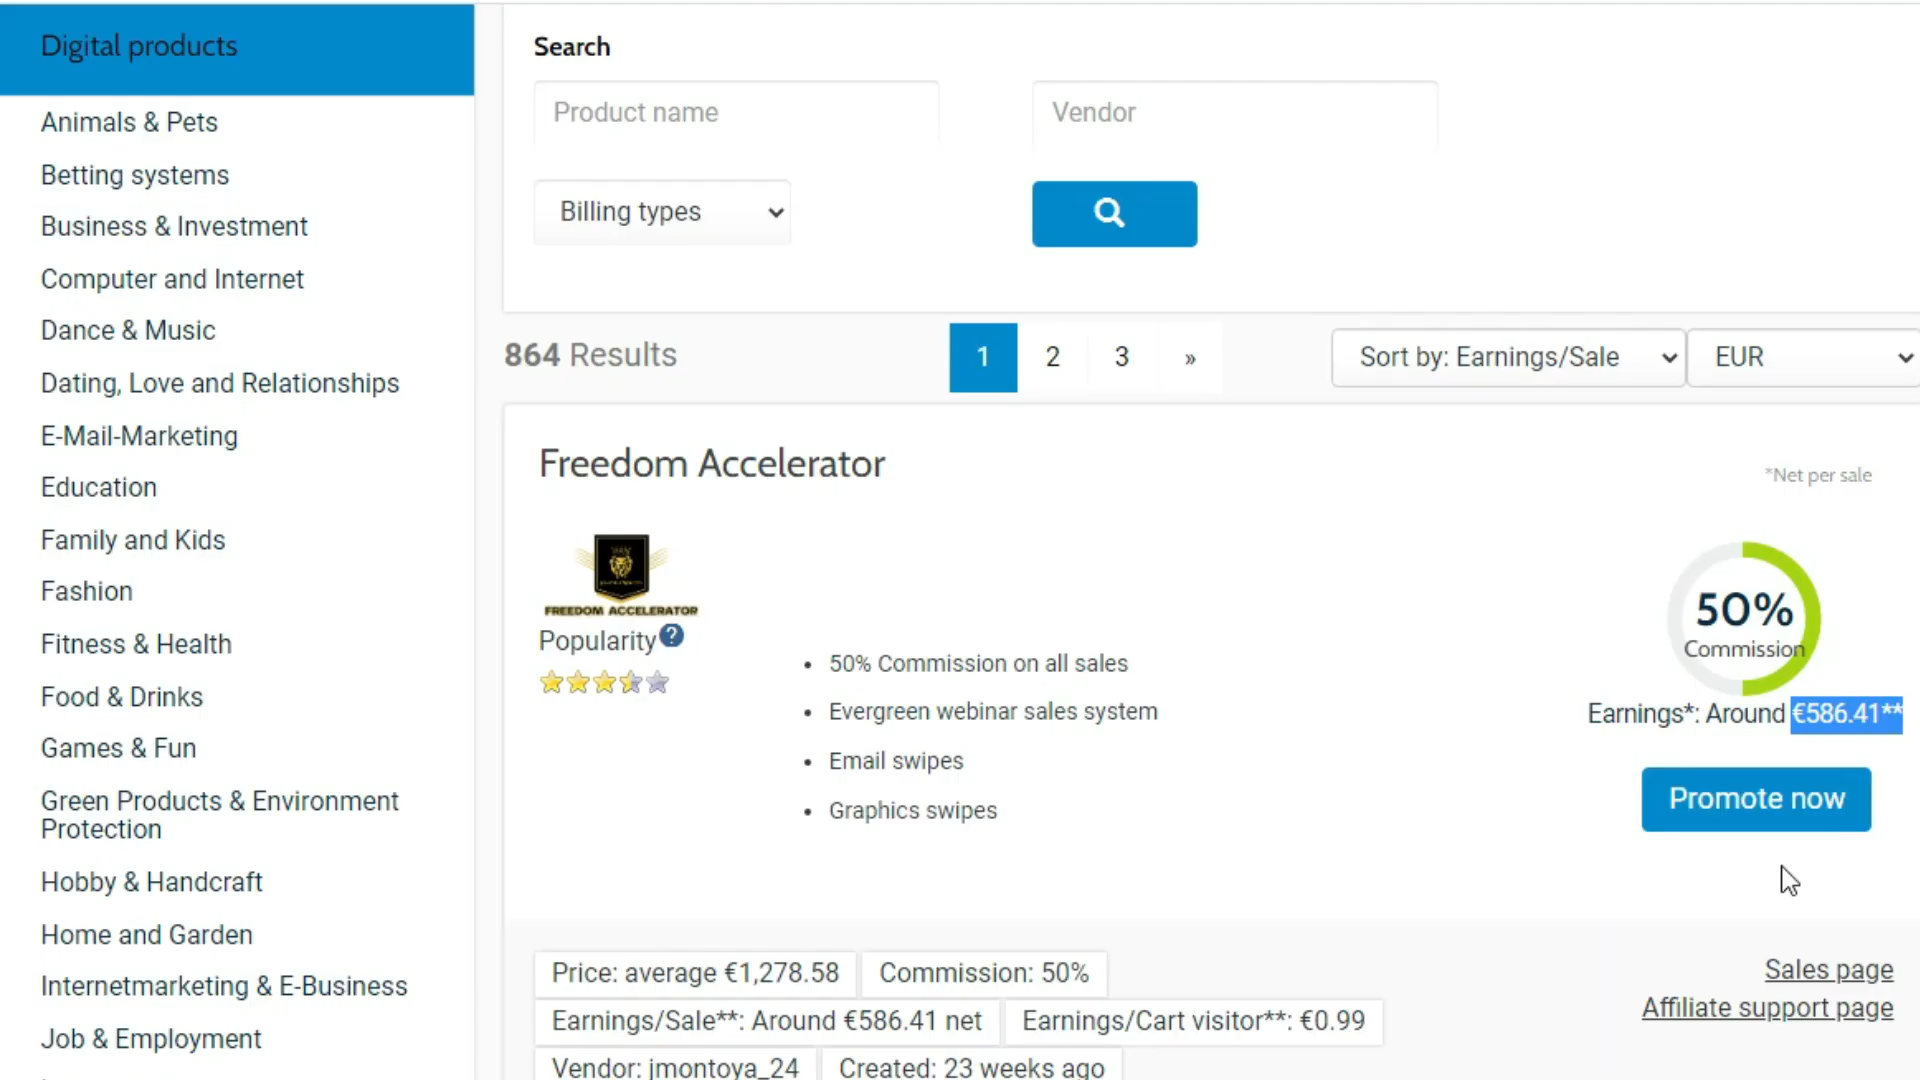 Digital products
Animals & Pets
Betting systems
Business & Investment
Computer and Internet
Dance & Music
Dating, Love and Relationships
E-Mail-Marketing
Education
Family and Kids
Fashion
Fitness & Health
Food & Drinks
Games & Fun
Green Products & Environment
Protection
Hobby & Handcraft
Home and Garden
Internetmarketing & E-Business
Job & Employment
Search
Product name
Vendor
Billing types
864 Results
1 2 3 »
Sort by: Earnings/Sale
EUR
Freedom Accelerator
*Net per sale
FREEDOM ACCELERATOR
Popularity ?
• 50% Commission on all sales
• Evergreen webinar sales system
• Email swipes
• Graphics swipes
50%
Commission
Earnings*: Around €586.41**
Promote now
Price: average €1,278.58
Commission: 50%
Earnings/Sale**: Around €586.41 net
Earnings/Cart visitor**: €0.99
Vendor: jmontoya_24
Created: 23 weeks ago
Sales page
Affiliate support page